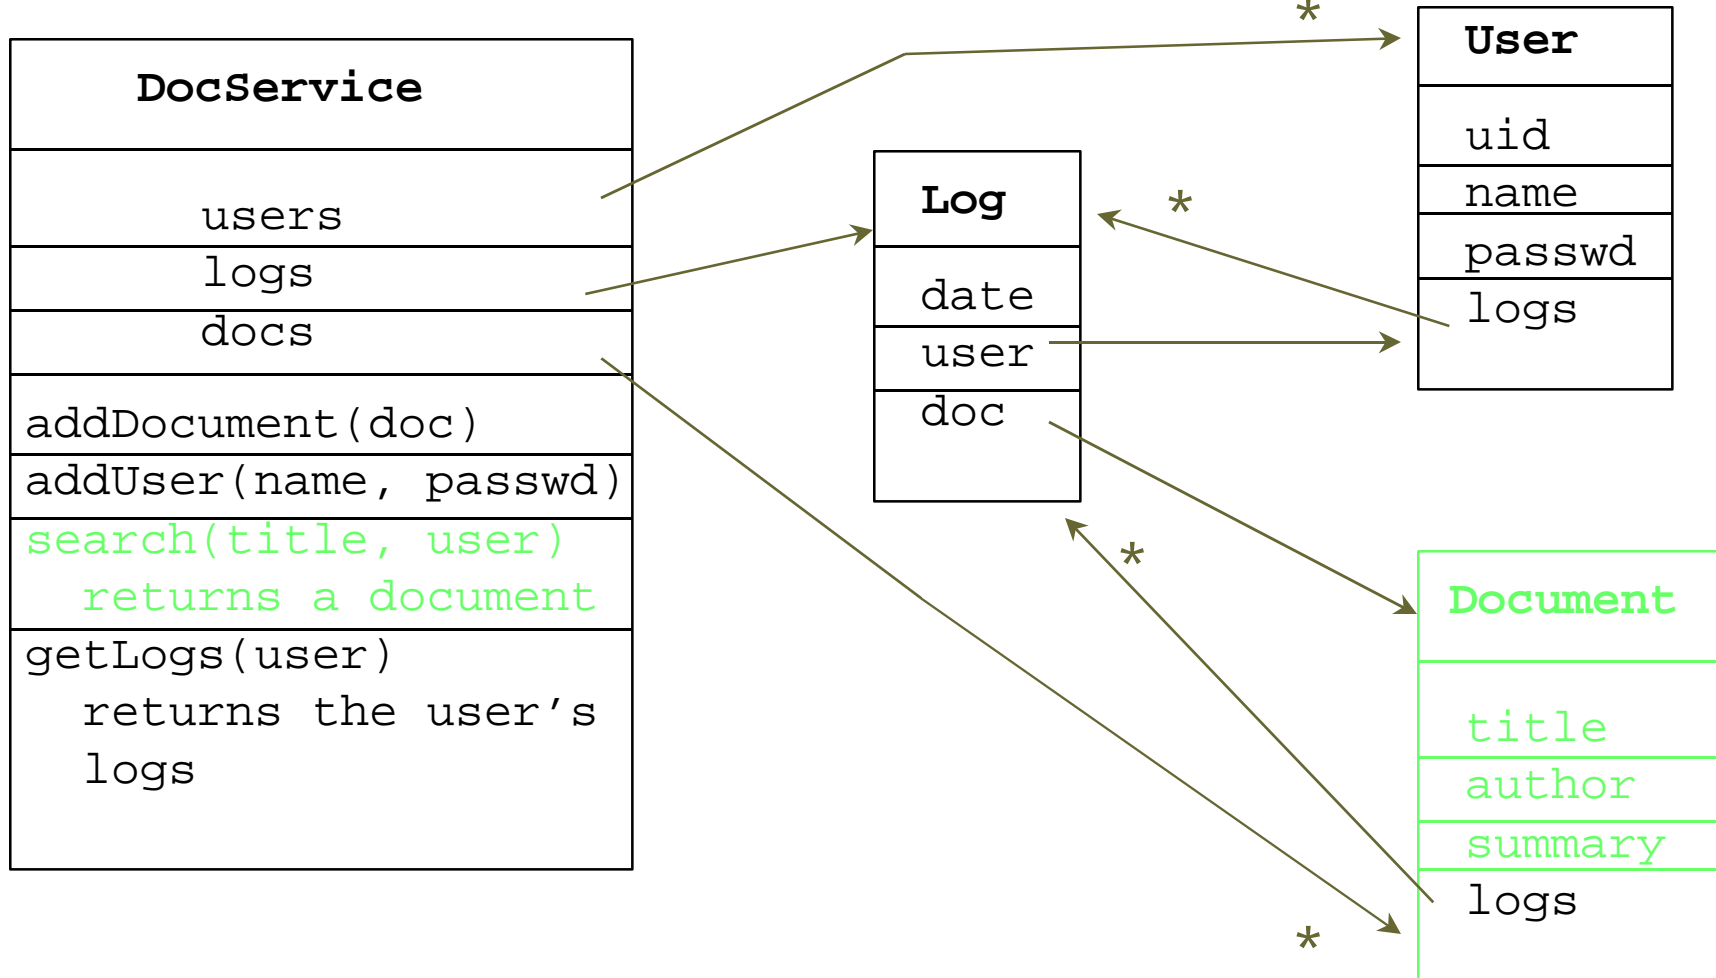 DocService
users
logs
docs
addDocument(doc)
addUser(name, passwd)
search(title, user)
returns a document
getLogs(user)
returns the user’s
logs
*
Log
date
user
doc
*
*
User
uid
name
passwd
logs
Document
title
author
summary
logs
*